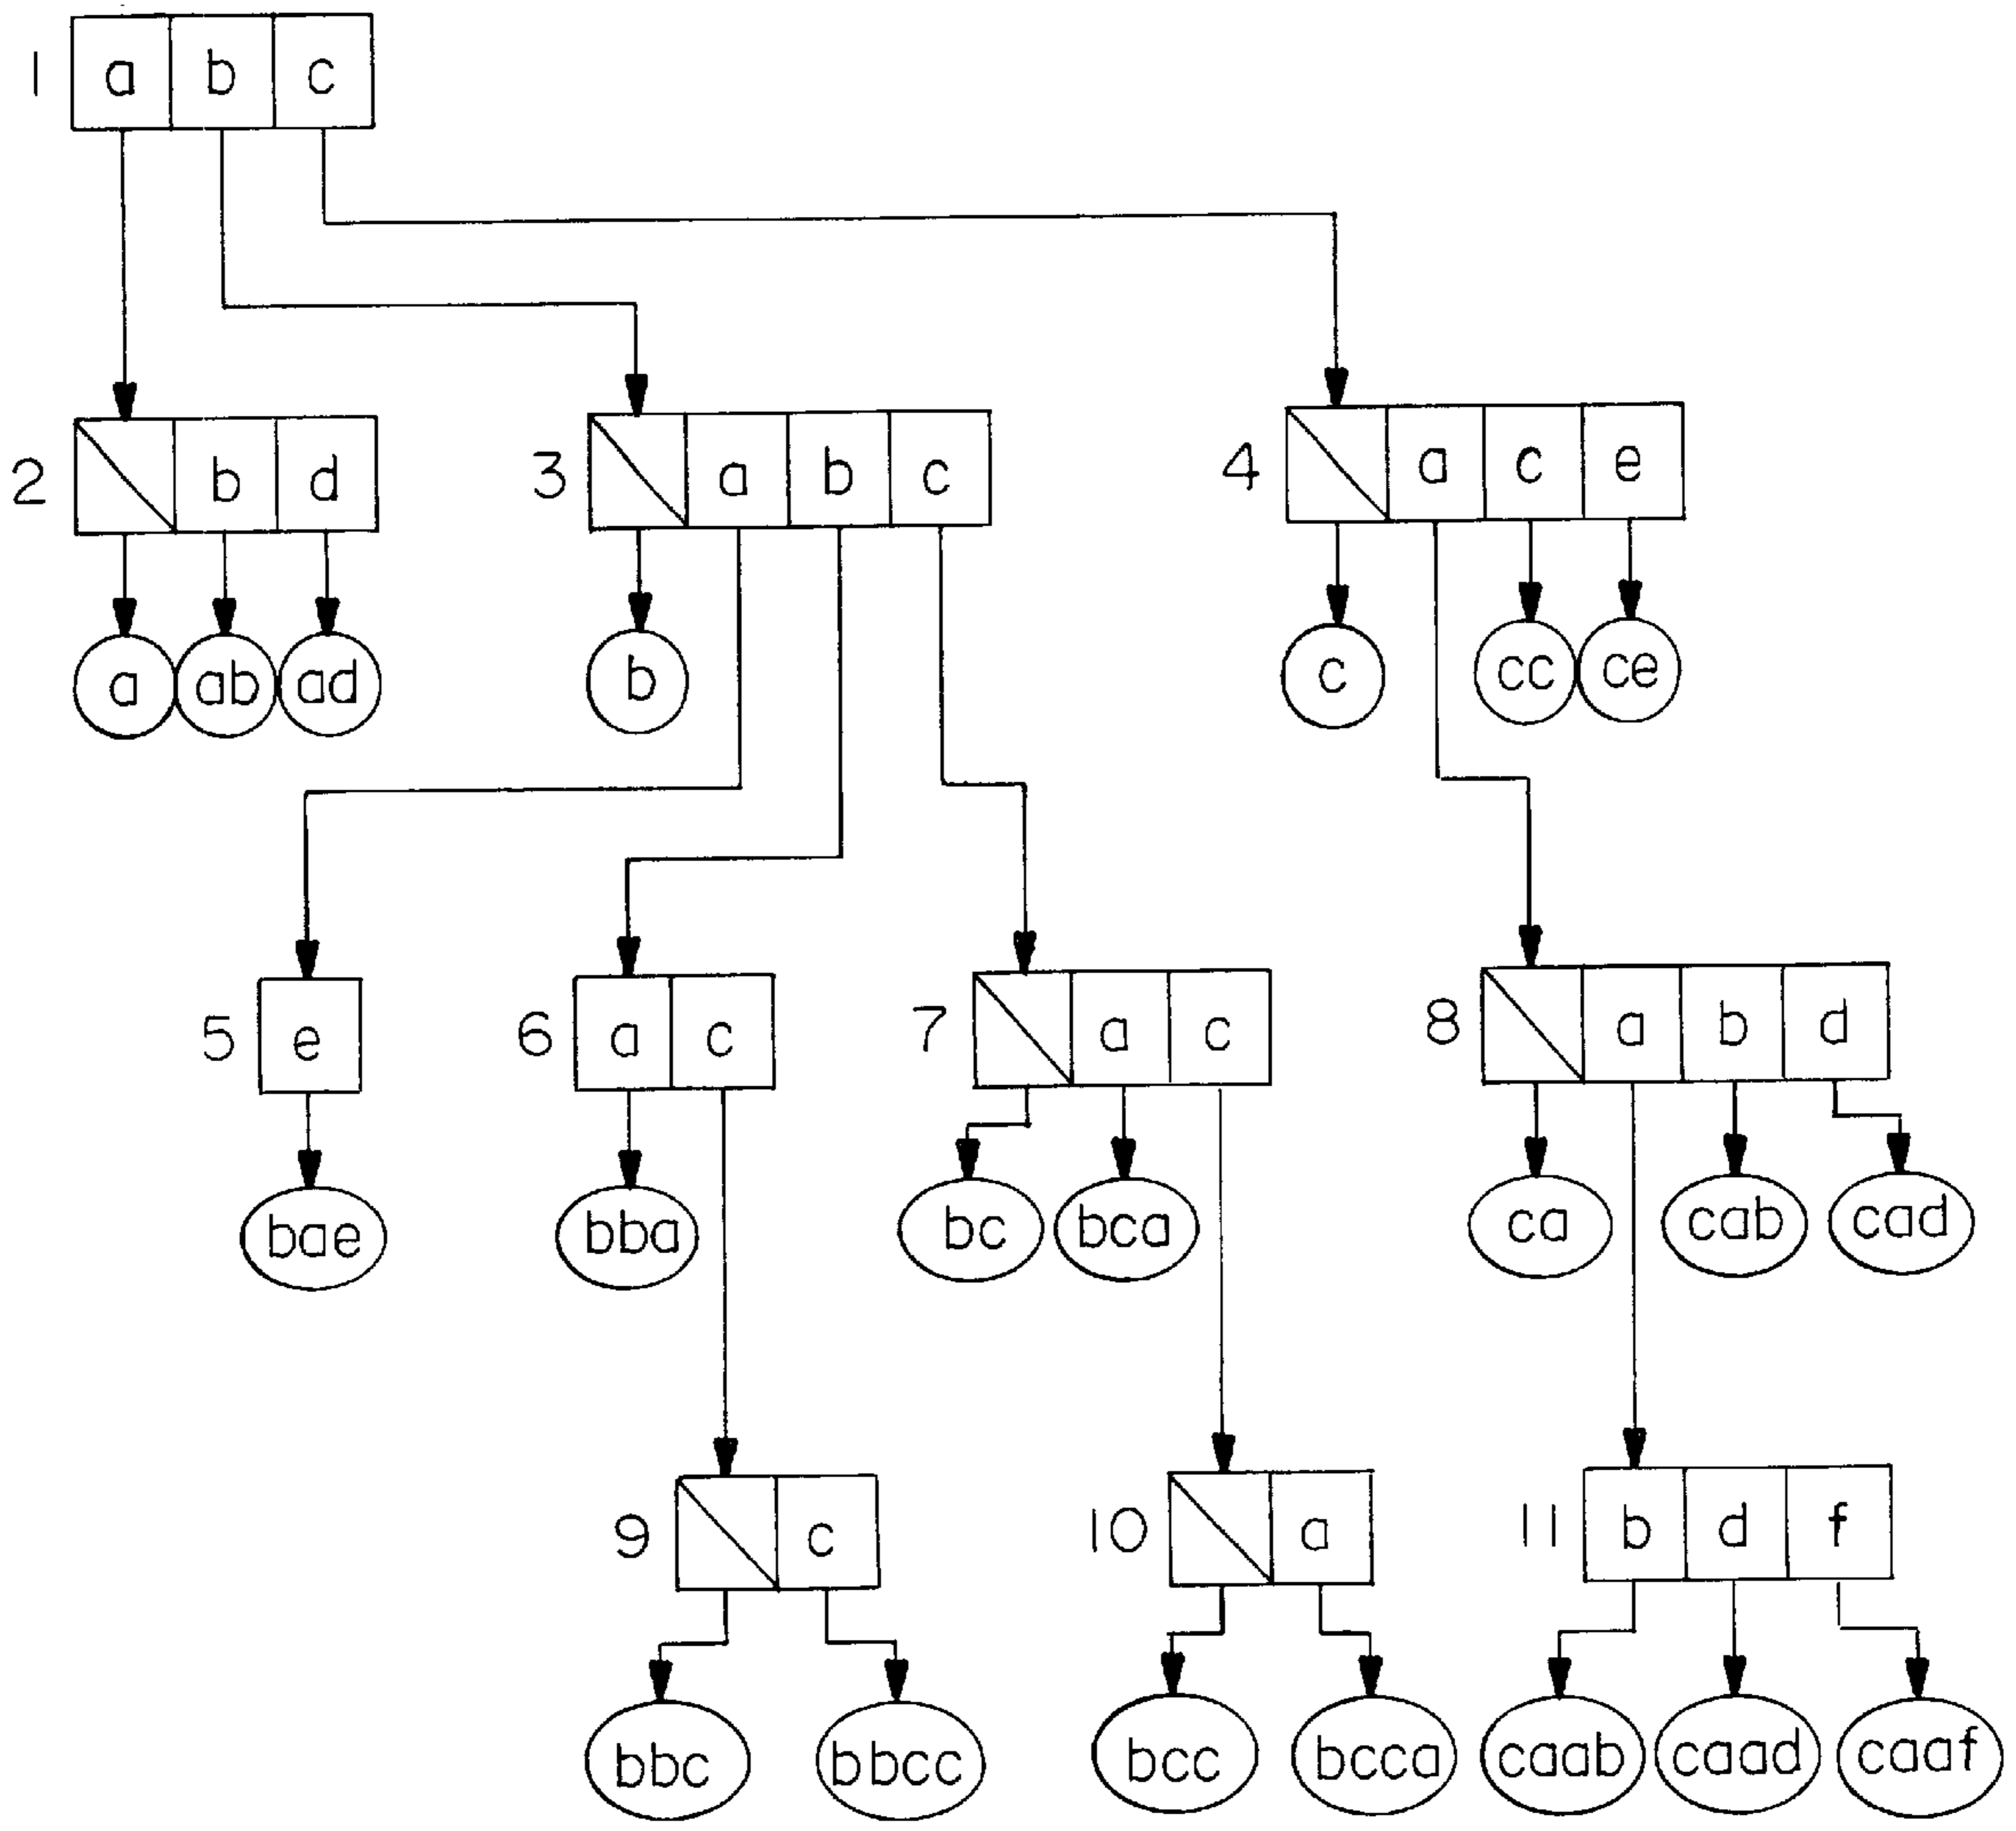 1 a b c
2 b d
3 a b c
4 a c e
a ab ad
b
c cc ce
5 e
6 a c
7 a c
8 a b d
bae
bba
bc bca
ca cab cad
9 c
10 a
11 b d f
bbc bbcc
bcc bcca
caab caad caaf